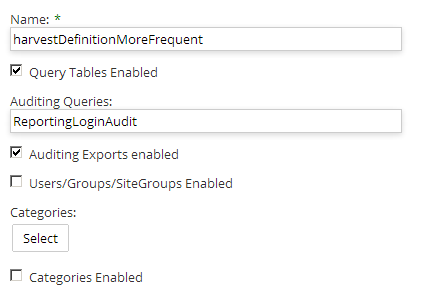 Name: *
harvestDefinitionMoreFrequent
Query Tables Enabled
Auditing Queries:
ReportingLoginAudit
Auditing Exports enabled
Users/Groups/SiteGroups Enabled
Categories:
Select
Categories Enabled